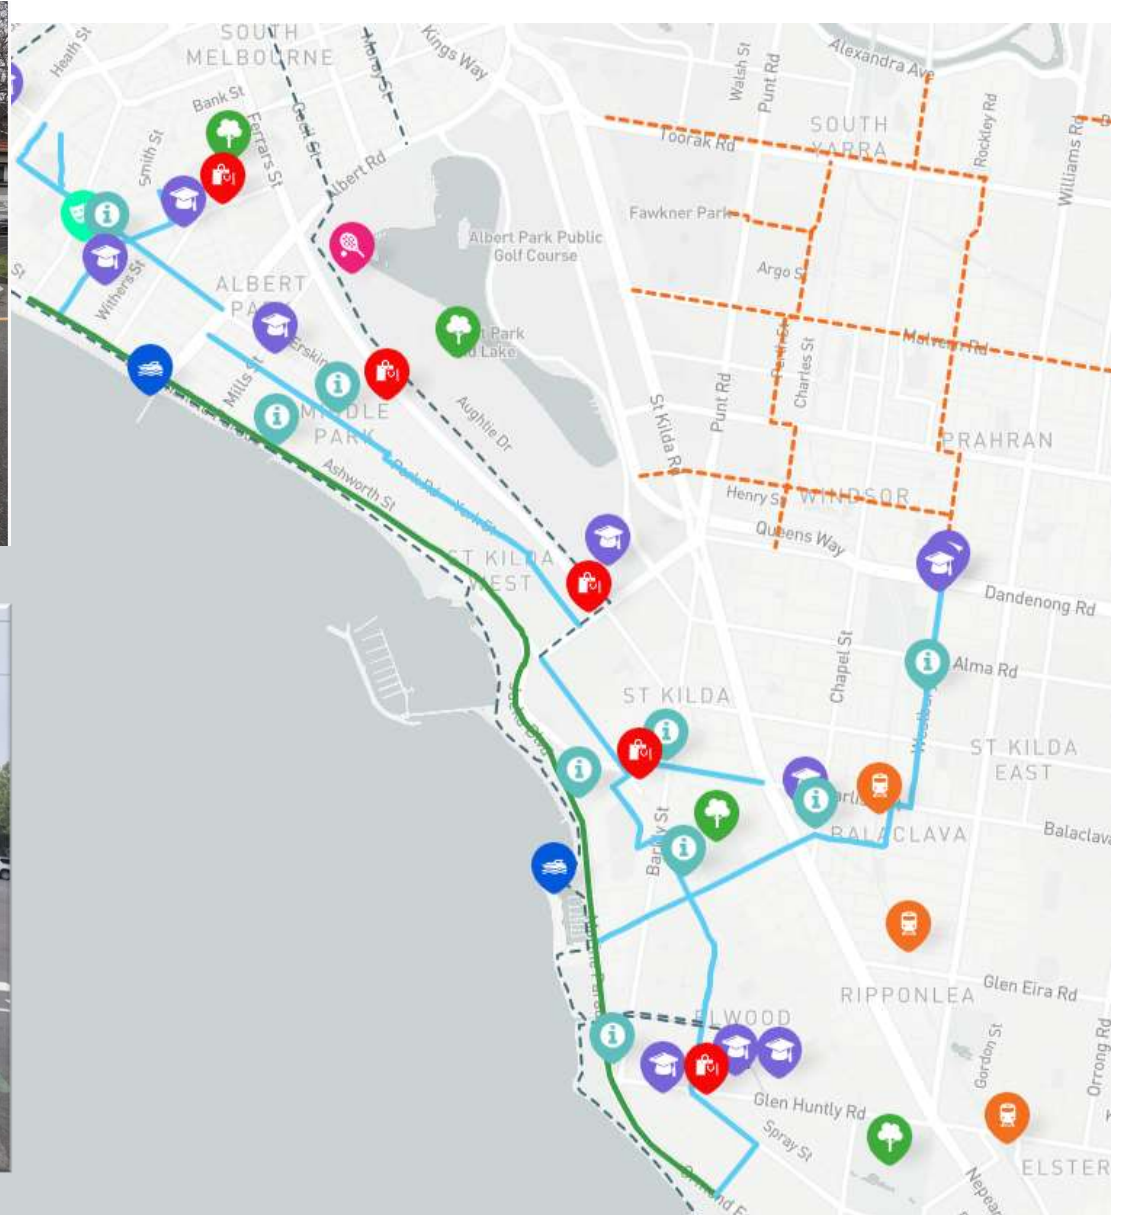 SOUTH
MELBOURNE
Heath St
Moray St
Kings Way
Walsh St
Punt Rd
Alexandra Ave
Bank St
Smith St
Ferrars St
Cecil St
Albert Rd
Toorak Rd
SOUTH
YARRA
Rockley Rd
Williams Rd
Fawkner Park
Albert Park Public
Golf Course
Argo S
St
Withers St
ALBERT
Erskin
Mills St
Malvern Rd
Charles St
Punt Rd
PARK
Aughtie Dr
St Kilda Rd
PRAHRAN
Ashworth St
Park Rd
York St
Henry S
WINDSOR
Queens Way
ST KILDA
WEST
Dandenong Rd
Chapel St
Alma Rd
ST KILDA
ST KILDA
EAST
BALACLAVA
Balaclava
Glen Eira Rd
RIPPONLEA
Gordon St
Orrong Rd
Glen Huntly Rd
Spray St
ELSTER
Nepean